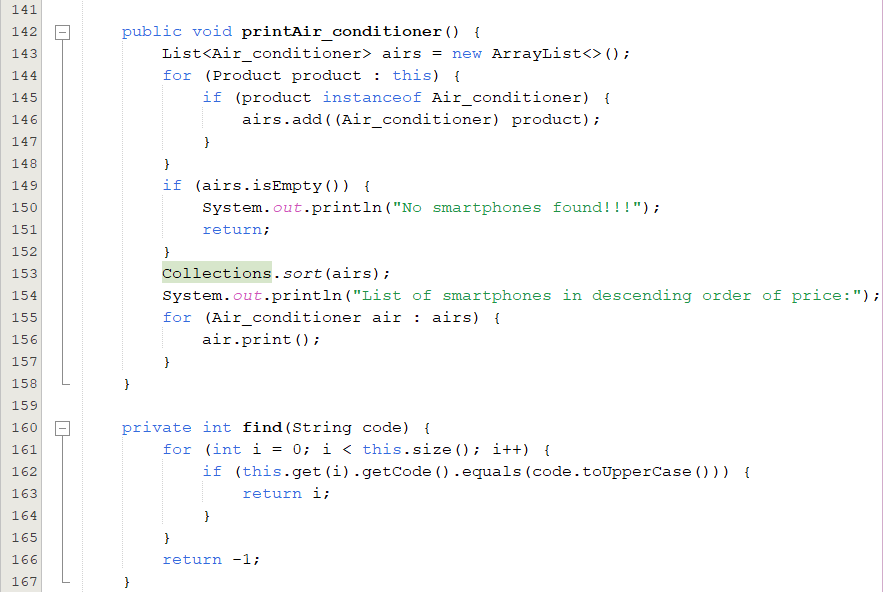 141
142 public void printAir_conditioner() {
143 List<Air_conditioner> airs = new ArrayList<>();
144 for (Product product : this) {
145 if (product instanceof Air_conditioner) {
146 airs.add((Air_conditioner) product);
147 }
148 }
149 if (airs.isEmpty()) {
150 System.out.println("No smartphones found!!!");
151 return;
152 }
153 Collections.sort(airs);
154 System.out.println("List of smartphones in descending order of price:");
155 for (Air_conditioner air : airs) {
156 air.print();
157 }
158 }
159
160 private int find(String code) {
161 for (int i = 0; i < this.size(); i++) {
162 if (this.get(i).getCode().equals(code.toUpperCase())) {
163 return i;
164 }
165 }
166 return -1;
167 }